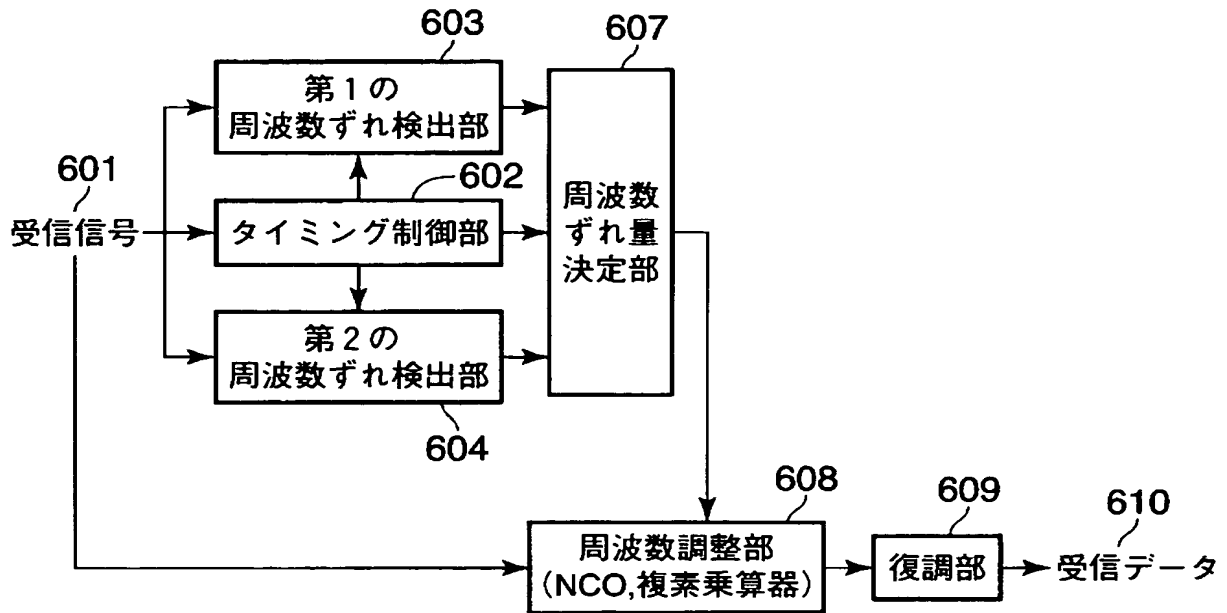 603
607
第1の
周波数ずれ検出部
601
602
受信信号
タイミング制御部
周波数
ずれ量
決定部
第2の
周波数ずれ検出部
604
608
609
610
周波数調整部
(NCO,複素乗算器)
復調部
受信データ